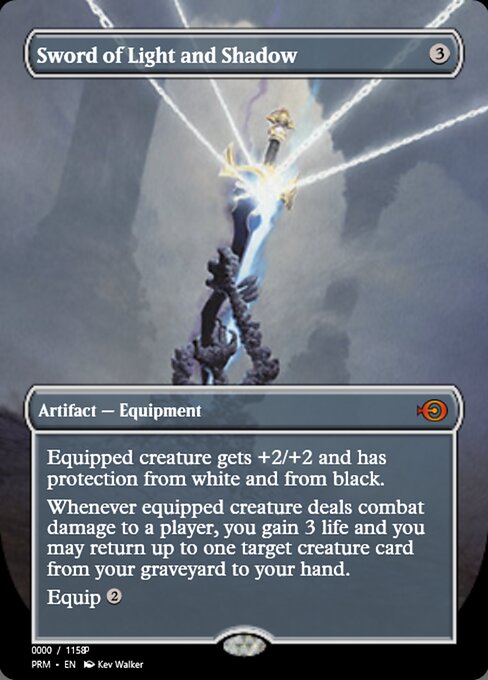 Sword of Light and Shadow 3
Artifact — Equipment
Equipped creature gets +2/+2 and has
protection from white and from black.
Whenever equipped creature deals combat
damage to a player, you gain 3 life and you
may return up to one target creature card
from your graveyard to your hand.
Equip 2
0000 / 1158P
PRM • EN Kev Walker